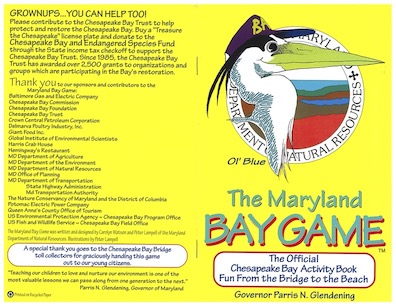 GROWNUPS...YOU CAN HELP TOO!
Please contribute to the Chesapeake Bay Trust to help
protect and restore the Chesapeake Bay. Buy a "Treasure
the Chesapeake" license plate and donate to the
Chesapeake Bay and Endangered Species Fund
through the State income tax checkoff to support the
Chesapeake Bay Trust. Since 1985, the Chesapeake Bay
Trust has awarded over 2,500 grants to organizations and
groups which are participating in the Bay's restoration.
Thank you to our sponsors and contributors to the
Maryland Bay Game:
Baltimore Gas and Electric Company
Chesapeake Bay Commission
Chesapeake Bay Foundation
Chesapeake Bay Trust
Crown Central Petroleum Corporation
Delmarva Poultry Industry, Inc.
Giant Food Inc.
Global Institute of Environmental Scientists
Harris Crab House
Hemingway's Restaurant
MD Department of Agriculture
MD Department of the Environment
MD Department of Natural Resources
MD Office of Planning
MD Department of Transportation
State Highway Administration
Md Transportation Authority
The Nature Conservancy of Maryland and the District of Columbia
Potomac Electric Power Company
Queen Anne's County Office of Tourism
US Environmental Protection Agency - Chesapeake Bay Program Office
US Fish and Wildlife Service - Chesapeake Bay Field Office
The Maryland Bay Game was written and designed by Carolyn Watson and Peter Lampell of the Maryland
Department of Natural Resources. Illustrations by Peter Lampell
A special thank you goes to the Chesapeake Bay Bridge
toll collectors for graciously handing this game
out to our young citizens.
"Teaching our children to love and nurture our environment is one of the
most valuable lessons we can pass along from one generation to the next."
Parris N. Glendening, Governor of Maryland
Printed on Recycled Paper
MARYLAND
DEPARTMENT OF NATURAL RESOURCES
Ol' Blue
The Maryland
BAY GAME
TM
The Official
Chesapeake Bay Activity Book
Fun From the Bridge to the Beach
Governor Parris N. Glendening